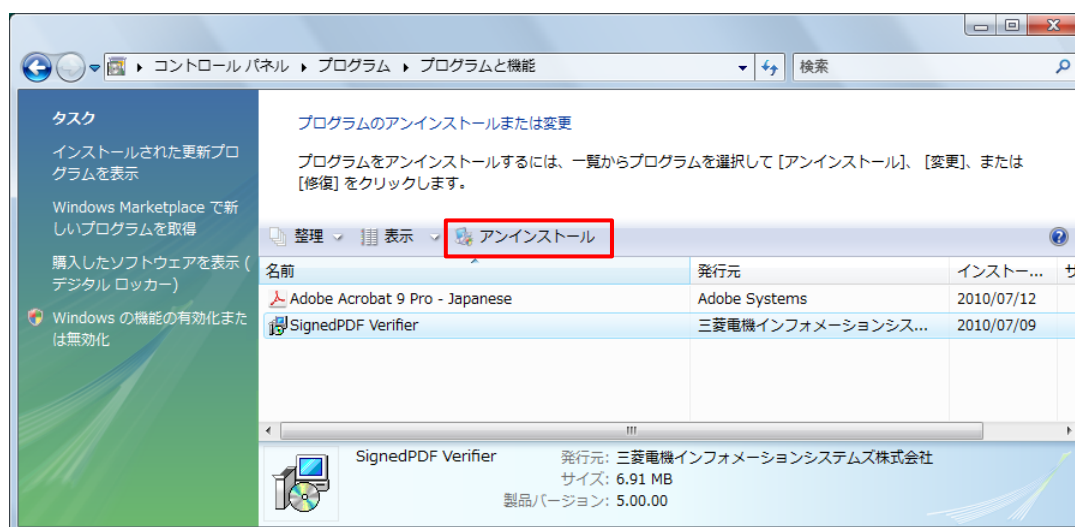 コントロール パネル ▸ プログラム ▸ プログラムと機能
検索
タスク
インストールされた更新プロ
グラムを表示
Windows Marketplace で新
しいプログラムを取得
購入したソフトウェアを表示 (
デジタル ロッカー)
Windows の機能の有効化また
は無効化
プログラムのアンインストールまたは変更
プログラムをアンインストールするには、一覧からプログラムを選択して [アンインストール]、 [変更]、または
[修復] をクリックします。
整理 表示 アンインストール
名前 発行元 インストー... サ
Adobe Acrobat 9 Pro - Japanese Adobe Systems 2010/07/12
SignedPDF Verifier 三菱電機インフォメーションシス... 2010/07/09
SignedPDF Verifier 発行元: 三菱電機インフォメーションシステムズ株式会社
サイズ: 6.91 MB
製品バージョン: 5.00.00